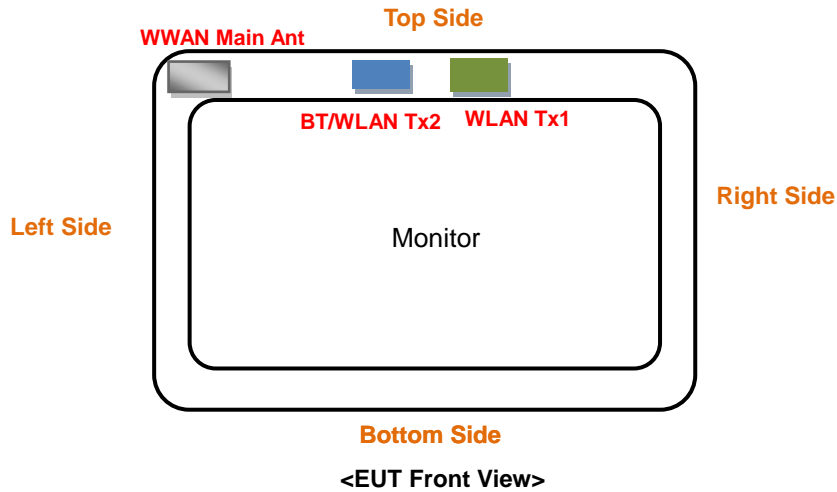 Top Side
WWAN Main Ant
BT/WLAN Tx2
WLAN Tx1
Left Side
Monitor
Right Side
Bottom Side
<EUT Front View>